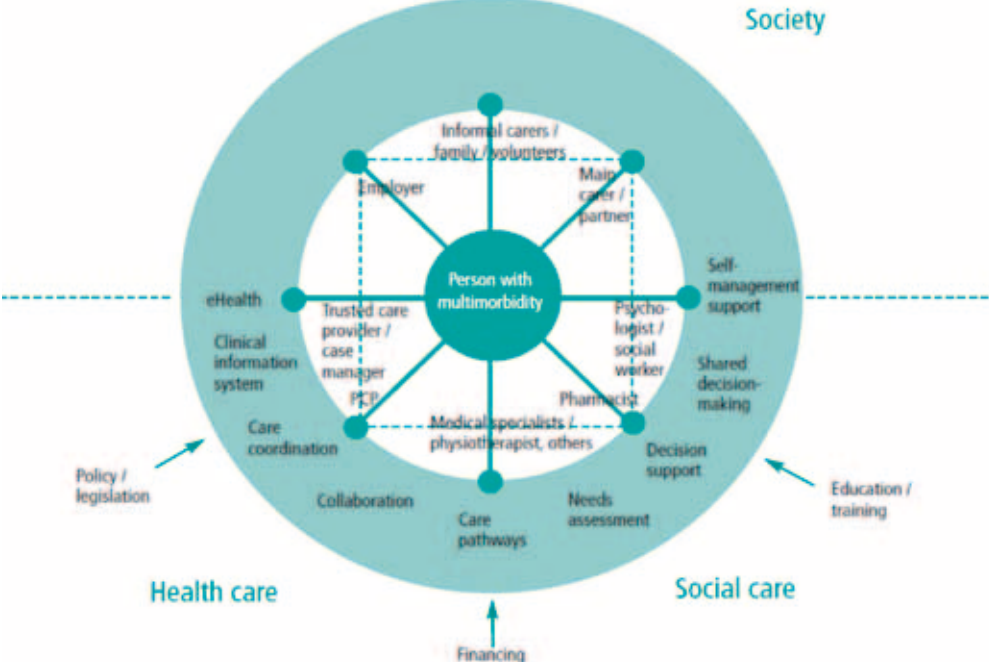 Society
Informal carers /
family / volunteers
Employer
Main
carer /
partner
Person with
multimorbidity
Self-
management
support
eHealth
Trusted care
provider /
case
manager
Psycho-
logist /
social
worker
Clinical
information
system
Shared
decision-
making
PCP
Pharmacist
Medical specialists /
physiotherapist, others
Care
coordination
Decision
support
Policy /
legislation
Education /
training
Collaboration
Needs
assessment
Care
pathways
Health care
Social care
Financing